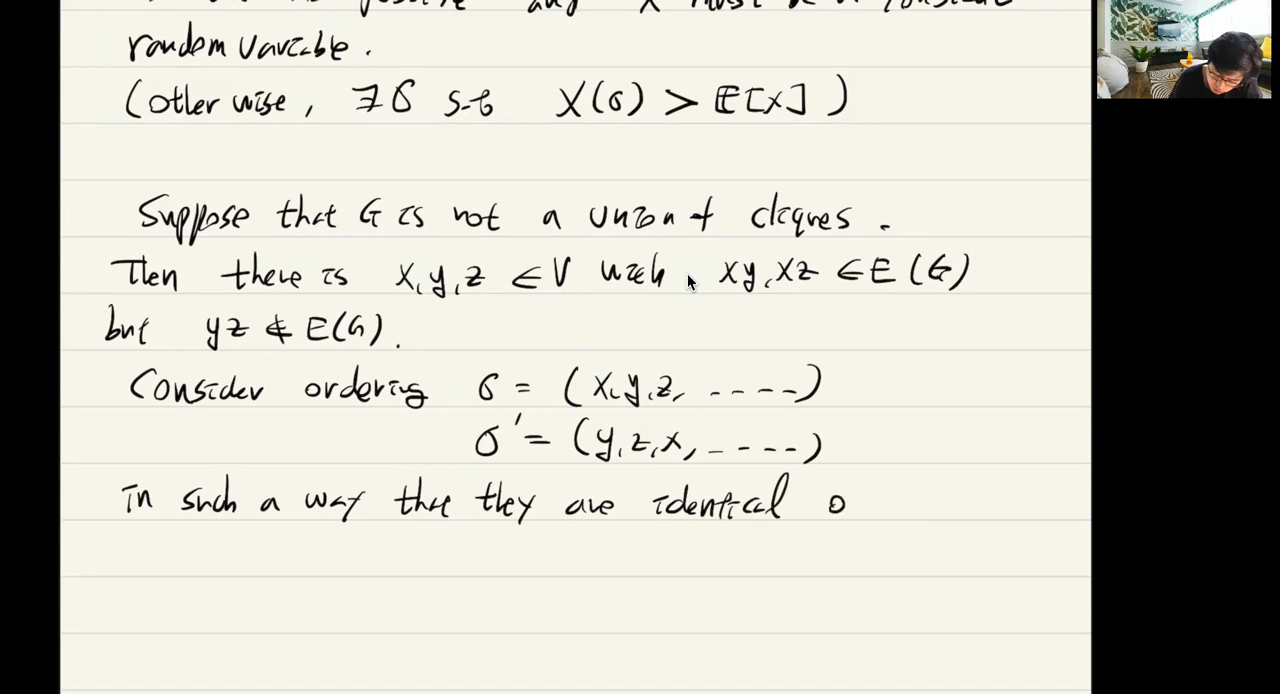 random variable.
(otherwise, ∃σ s.t X(σ) > 𝔼[X])
Suppose that G is not a union of cliques.
Then there is x,y,z ∈ V with xy,xz ∈ E(G)
but yz ∉ E(G).
Consider ordering σ = (x,y,z, -----)
σ' = (y,z,x, -----)
in such a way that they are identical o